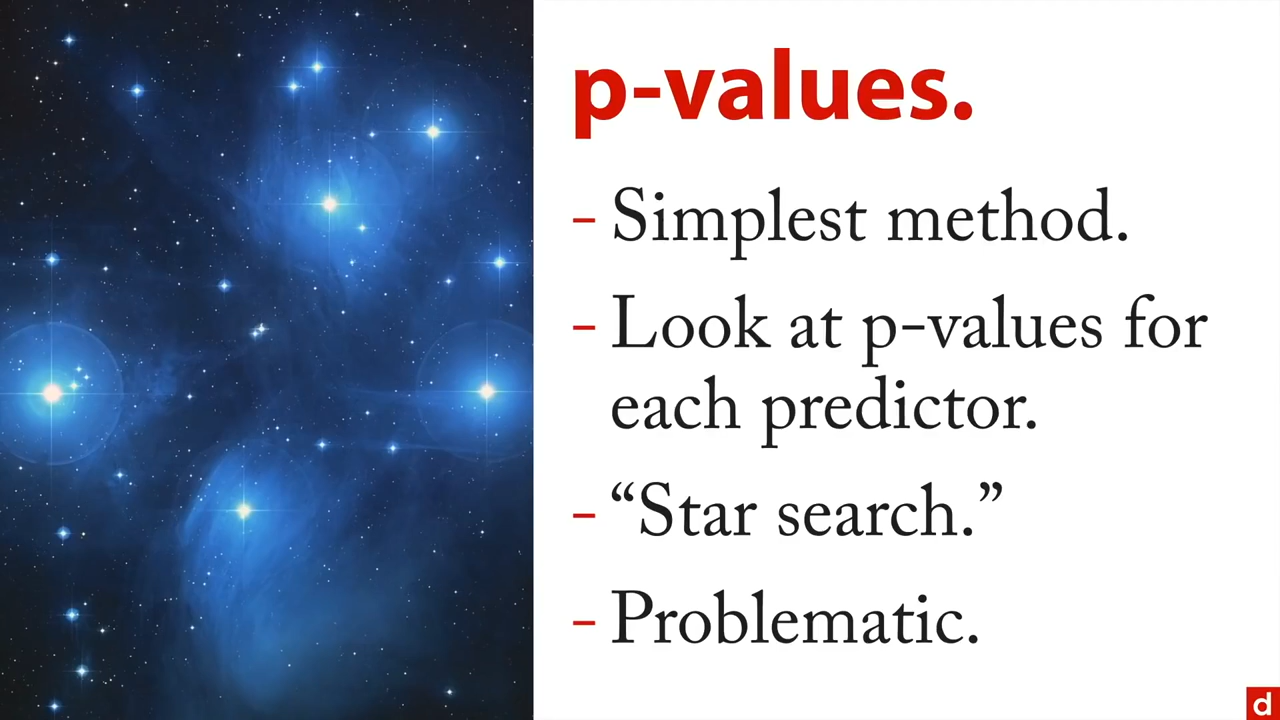 p-values.
- Simplest method.
- Look at p-values for
each predictor.
- “Star search.”
- Problematic.
d